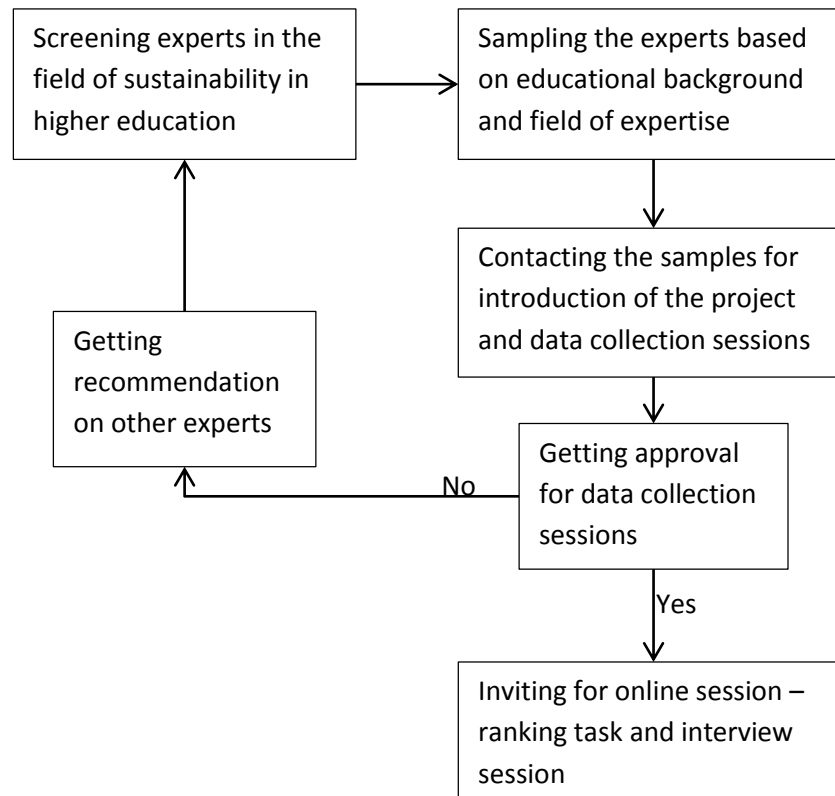 Screening experts in the
field of sustainability in
higher education
Sampling the experts based
on educational background
and field of expertise
Contacting the samples for
introduction of the project
and data collection sessions
Getting
recommendation
on other experts
Getting approval
for data collection
sessions
No
Yes
Inviting for online session –
ranking task and interview
session